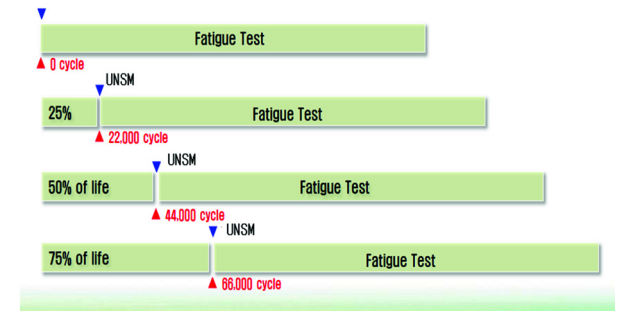 Fatigue Test
0 cycle
UNSM
25% Fatigue Test
22.000 cycle
UNSM
50% of life Fatigue Test
44.000 cycle
UNSM
75% of life Fatigue Test
66.000 cycle